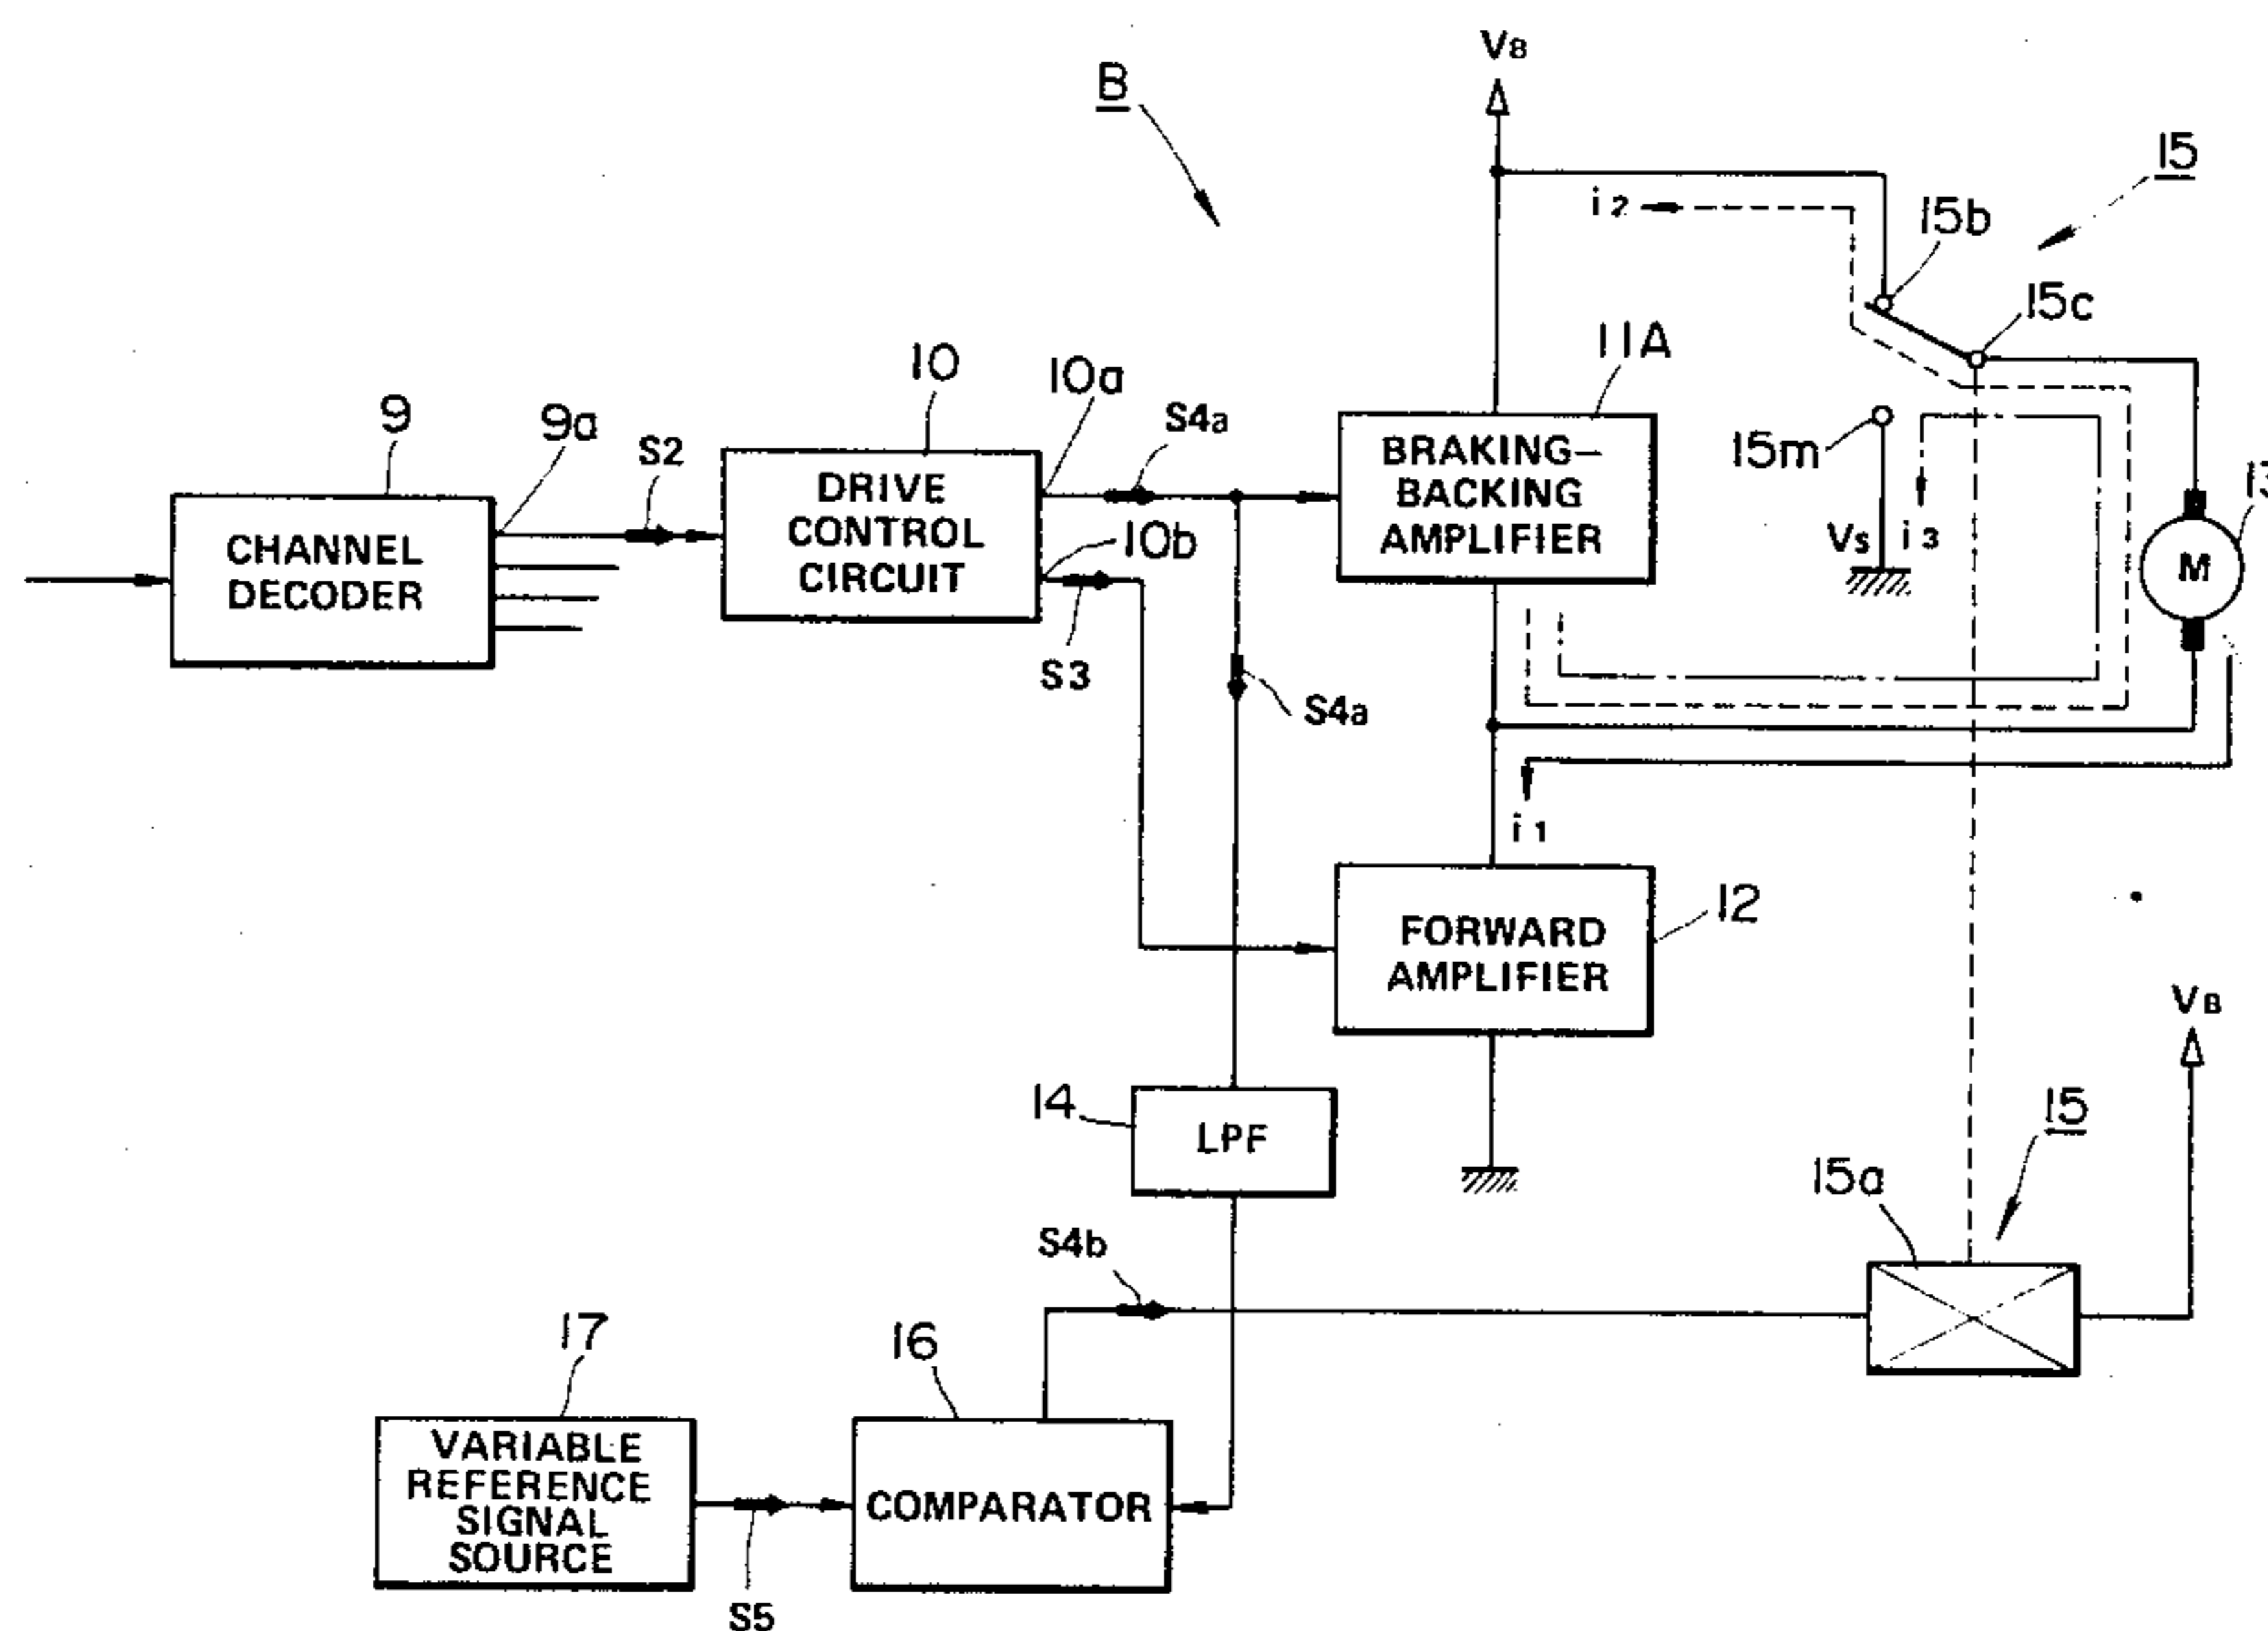 VB
B
15
i2
15b
15c
11A
10
10a
S4a
9
9a
S2
BRAKING-
BACKING
AMPLIFIER
15m
13
DRIVE
CONTROL
CIRCUIT
10b
CHANNEL
DECODER
Vs
i3
M
S3
S4a
i1
12
FORWARD
AMPLIFIER
VB
14
LPF
15
15a
S4b
17
16
VARIABLE
REFERENCE
SIGNAL
SOURCE
COMPARATOR
S5